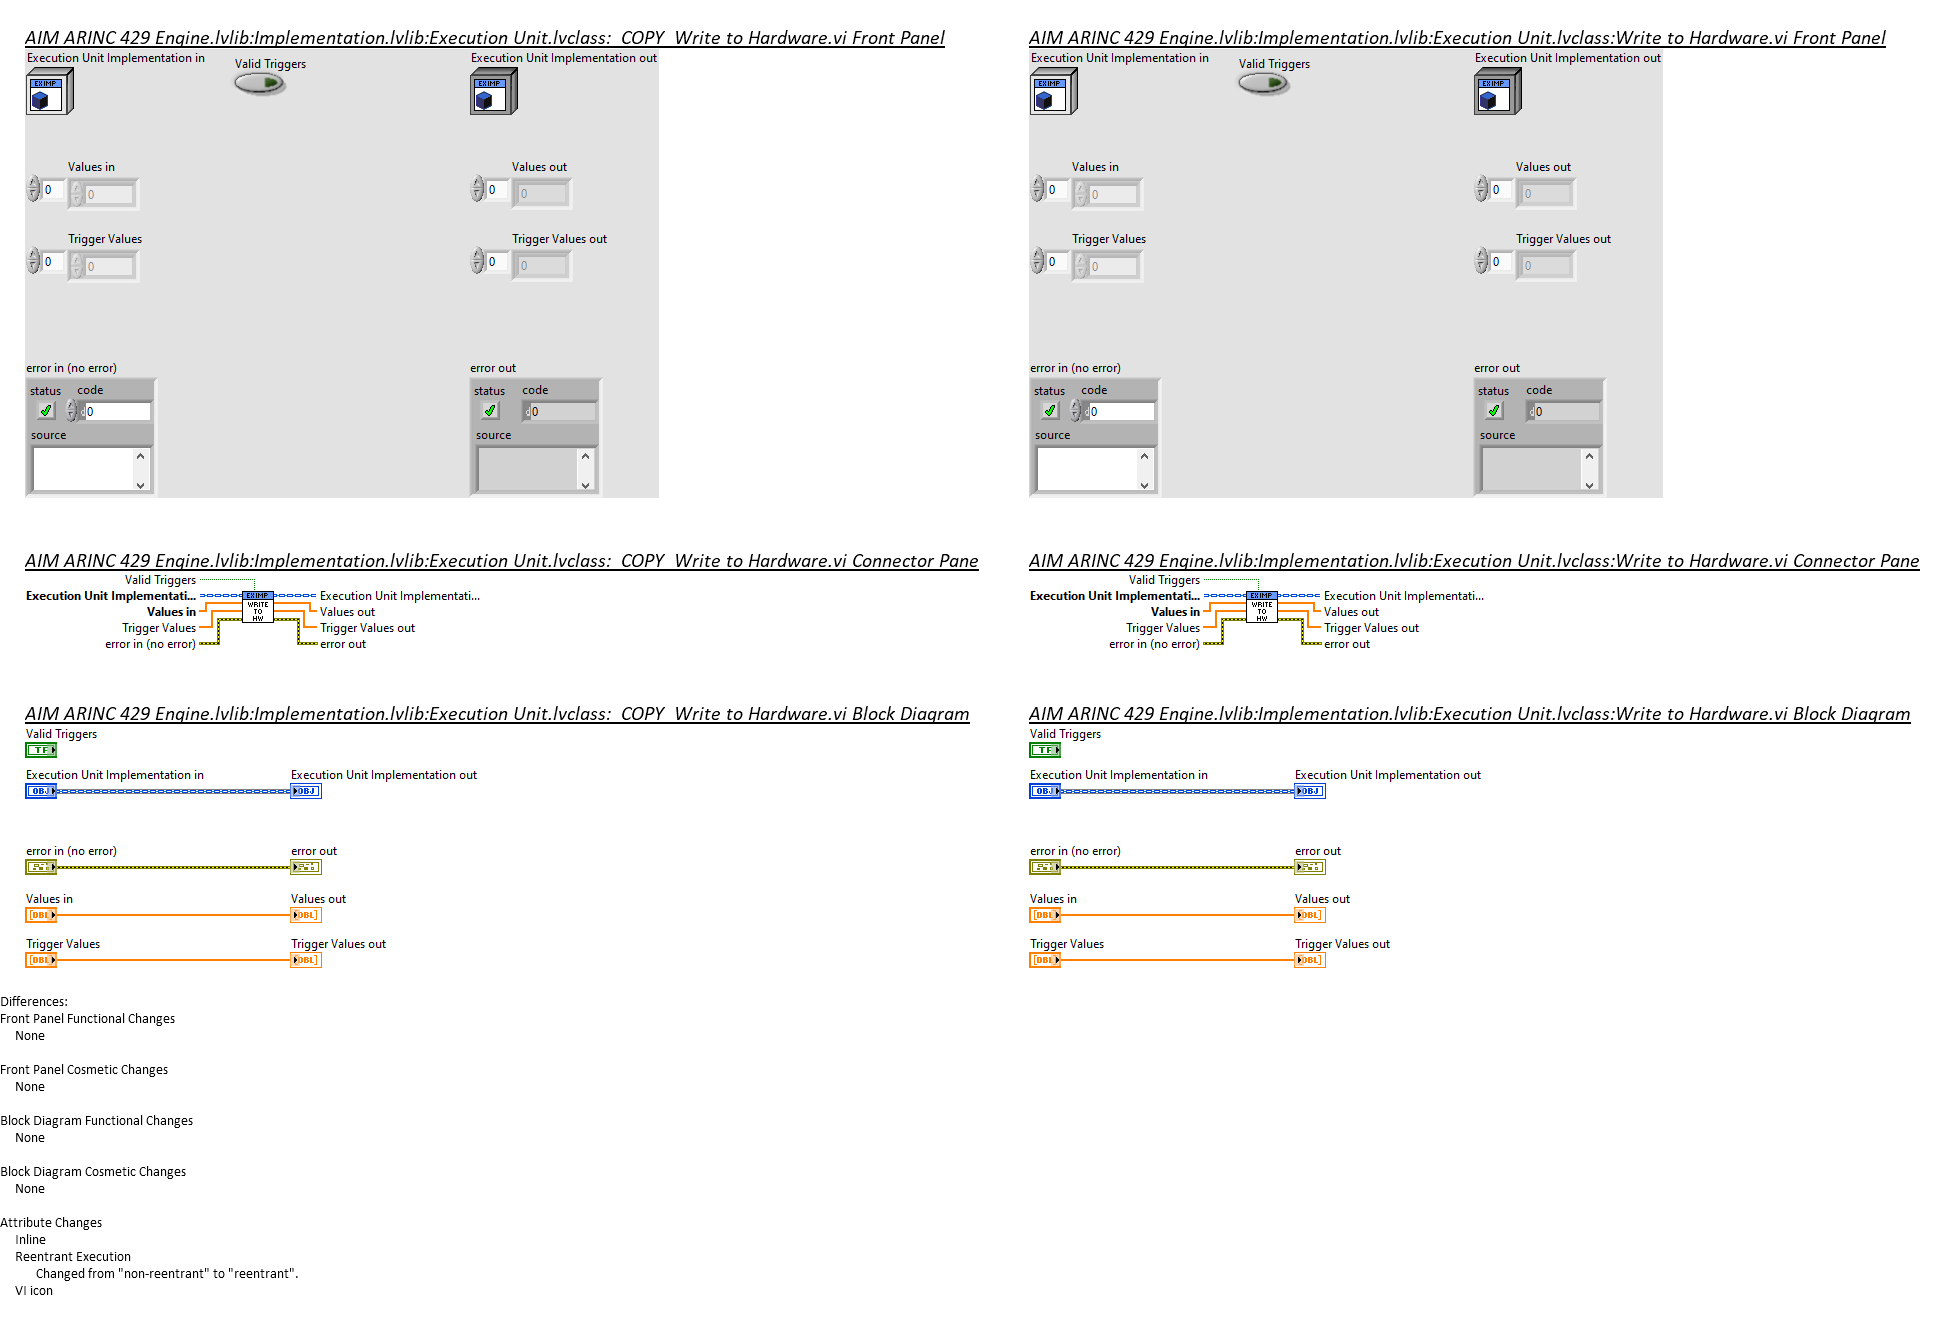 AIM ARINC 429 Engine.lvlib:Implementation.lvlib:Execution Unit.lvclass:_COPY_Write to Hardware.vi Front Panel
Execution Unit Implementation in
Valid Triggers
Execution Unit Implementation out
EXIMP
EXIMP
Values in
Values out
0
0
0
0
Trigger Values
Trigger Values out
0
0
0
0
error in (no error)
error out
status
code
status
code
d0
d0
source
source
AIM ARINC 429 Engine.lvlib:Implementation.lvlib:Execution Unit.lvclass:Write to Hardware.vi Front Panel
Execution Unit Implementation in
Valid Triggers
Execution Unit Implementation out
EXIMP
EXIMP
Values in
Values out
0
0
0
0
Trigger Values
Trigger Values out
0
0
0
0
error in (no error)
error out
status
code
status
code
d0
d0
source
source
AIM ARINC 429 Engine.lvlib:Implementation.lvlib:Execution Unit.lvclass:_COPY_Write to Hardware.vi Connector Pane
Valid Triggers
Execution Unit Implementati...
EXIMP
Execution Unit Implementati...
Values in
WRITE
TO
HW
Values out
Trigger Values
Trigger Values out
error in (no error)
error out
AIM ARINC 429 Engine.lvlib:Implementation.lvlib:Execution Unit.lvclass:Write to Hardware.vi Connector Pane
Valid Triggers
Execution Unit Implementati...
EXIMP
Execution Unit Implementati...
Values in
WRITE
TO
HW
Values out
Trigger Values
Trigger Values out
error in (no error)
error out
AIM ARINC 429 Engine.lvlib:Implementation.lvlib:Execution Unit.lvclass:_COPY_Write to Hardware.vi Block Diagram
Valid Triggers
TF
Execution Unit Implementation in
Execution Unit Implementation out
OBJ
OBJ
error in (no error)
error out
Values in
Values out
[DBL]
[DBL]
Trigger Values
Trigger Values out
[DBL]
[DBL]
AIM ARINC 429 Engine.lvlib:Implementation.lvlib:Execution Unit.lvclass:Write to Hardware.vi Block Diagram
Valid Triggers
TF
Execution Unit Implementation in
Execution Unit Implementation out
OBJ
OBJ
error in (no error)
error out
Values in
Values out
[DBL]
[DBL]
Trigger Values
Trigger Values out
[DBL]
[DBL]
Differences:
Front Panel Functional Changes
None
Front Panel Cosmetic Changes
None
Block Diagram Functional Changes
None
Block Diagram Cosmetic Changes
None
Attribute Changes
Inline
Reentrant Execution
Changed from "non-reentrant" to "reentrant".
VI icon